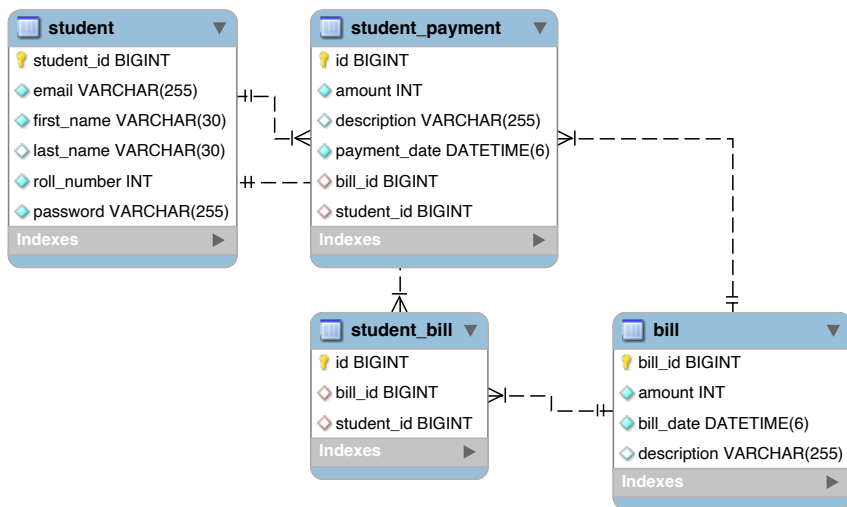 student
student_id BIGINT
email VARCHAR(255)
first_name VARCHAR(30)
last_name VARCHAR(30)
roll_number INT
password VARCHAR(255)
Indexes
student_payment
id BIGINT
amount INT
description VARCHAR(255)
payment_date DATETIME(6)
bill_id BIGINT
student_id BIGINT
Indexes
student_bill
id BIGINT
bill_id BIGINT
student_id BIGINT
Indexes
bill
bill_id BIGINT
amount INT
bill_date DATETIME(6)
description VARCHAR(255)
Indexes